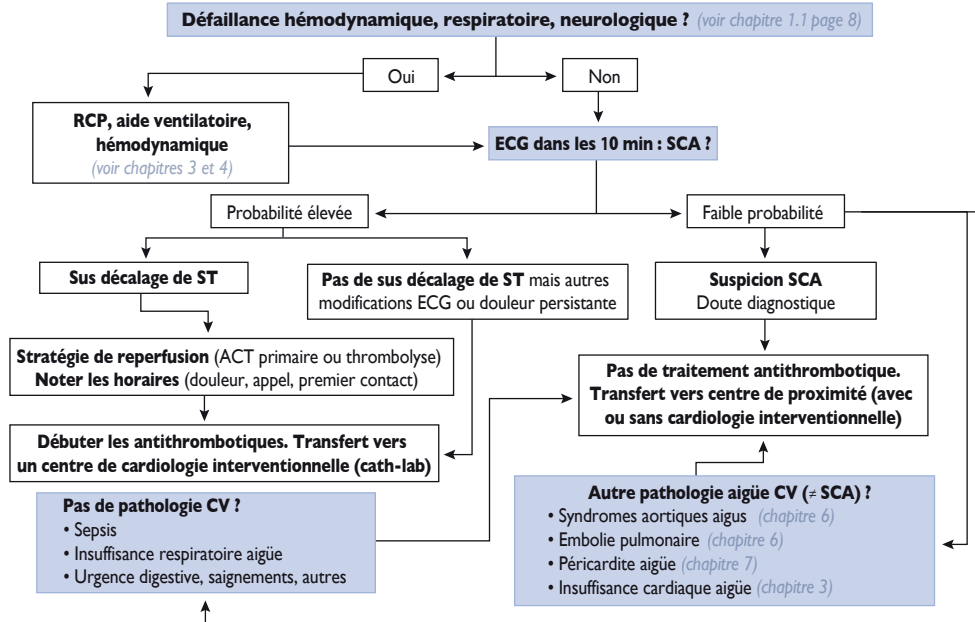 Défaillance hémodynamique, respiratoire, neurologique ? (voir chapitre 1.1 page 8)
Oui
Non
RCP, aide ventilatoire,
hémodynamique
(voir chapitres 3 et 4)
ECG dans les 10 min : SCA ?
Probabilité élevée
Faible probabilité
Sus décalage de ST
Pas de sus décalage de ST mais autres
modifications ECG ou douleur persistante
Suspicion SCA
Doute diagnostique
Stratégie de reperfusion (ACT primaire ou thrombolyse)
Noter les horaires (douleur, appel, premier contact)
Pas de traitement antithrombotique.
Transfert vers centre de proximité (avec
ou sans cardiologie interventionnelle)
Débuter les antithrombotiques. Transfert vers
un centre de cardiologie interventionnelle (cath-lab)
Pas de pathologie CV ?
• Sepsis
• Insuffisance respiratoire aigüe
• Urgence digestive, saignements, autres
Autre pathologie aigüe CV (≠ SCA) ?
• Syndromes aortiques aigus (chapitre 6)
• Embolie pulmonaire (chapitre 6)
• Péricardite aigüe (chapitre 7)
• Insuffisance cardiaque aigüe (chapitre 3)